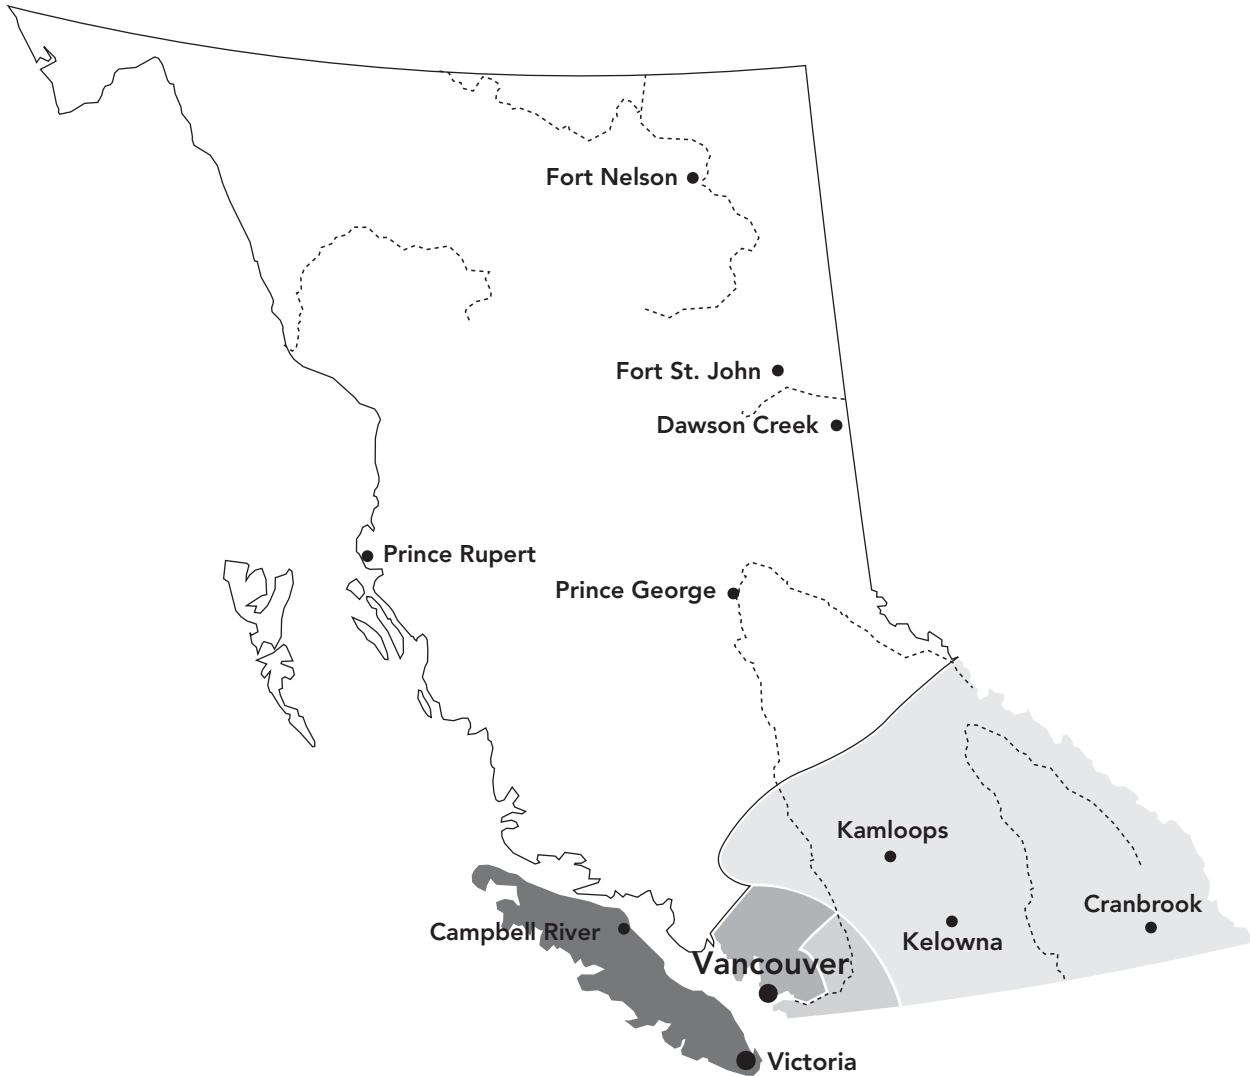 Fort Nelson
Fort St. John
Dawson Creek
Prince Rupert
Prince George
Kamloops
Cranbrook
Campbell River
Kelowna
Vancouver
Victoria